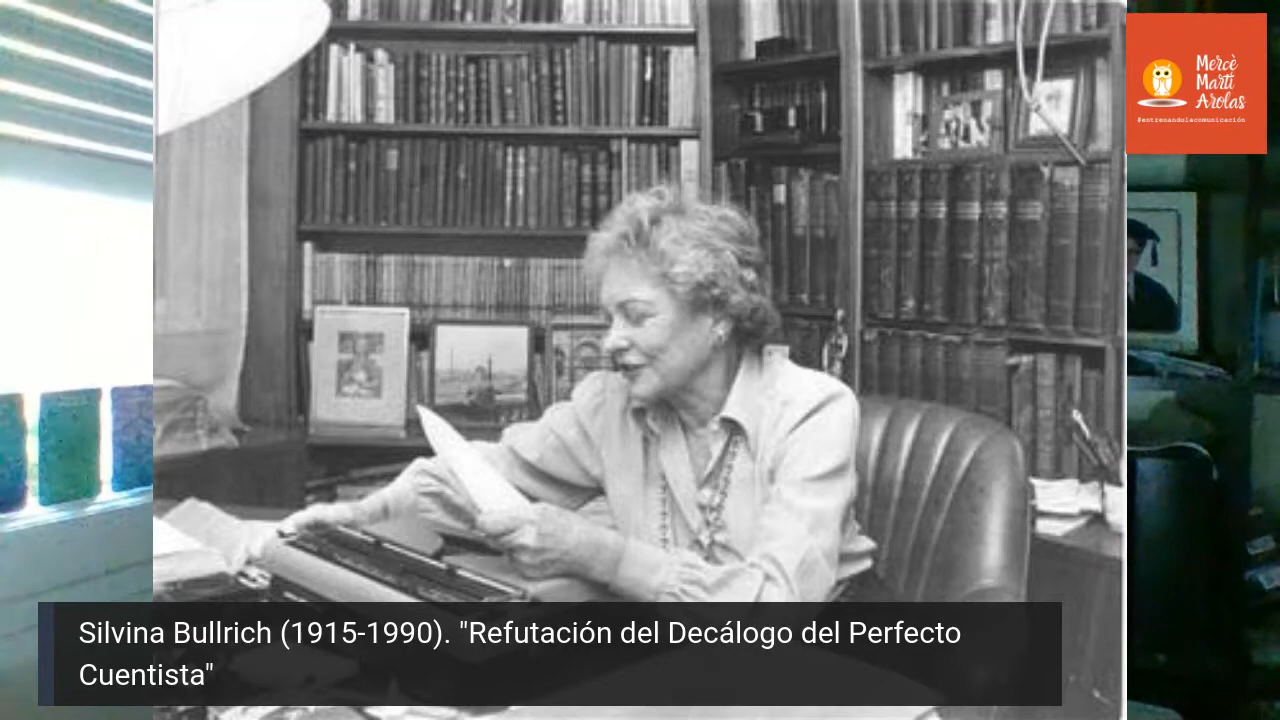 Mercè
Martí
Arolas
#entrenandolacomunicación
Silvina Bullrich (1915-1990). "Refutación del Decálogo del Perfecto
Cuentista"